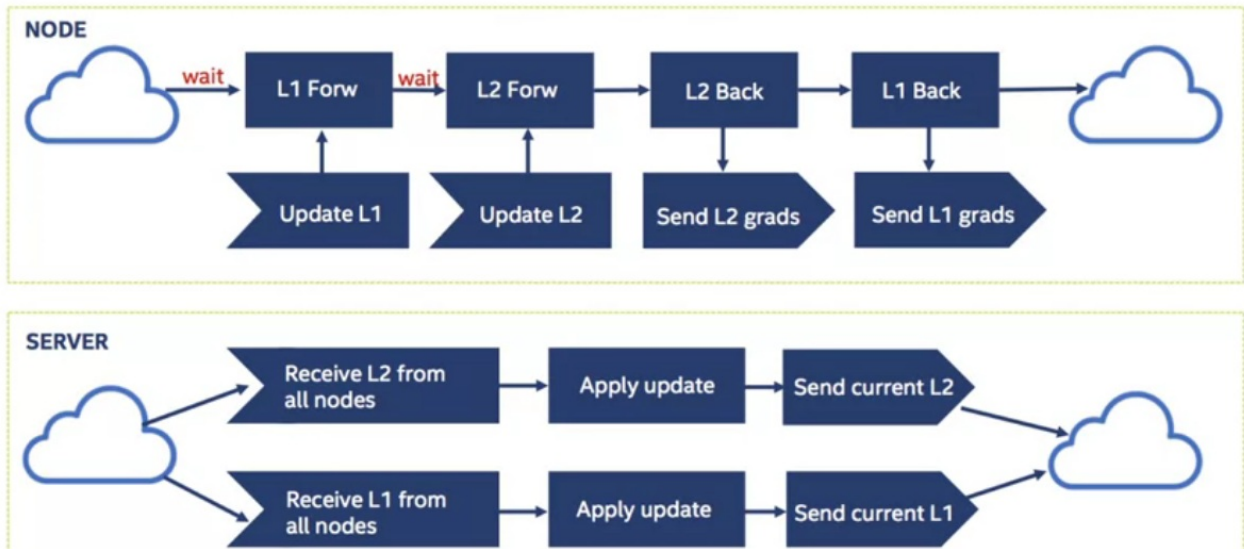 NODE
wait
L1 Forw
wait
L2 Forw
L2 Back
L1 Back
Update L1
Update L2
Send L2 grads
Send L1 grads
SERVER
Receive L2 from
all nodes
Apply update
Send current L2
Receive L1 from
all nodes
Apply update
Send current L1